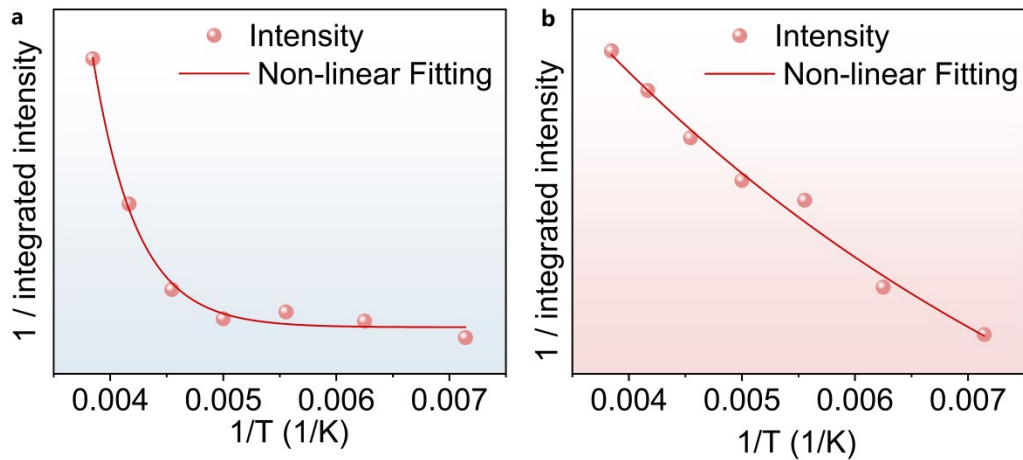 a
Intensity
Non-linear Fitting
1 / integrated intensity
0.004 0.005 0.006 0.007
1/T (1/K)
b
Intensity
Non-linear Fitting
1 / integrated intensity
0.004 0.005 0.006 0.007
1/T (1/K)